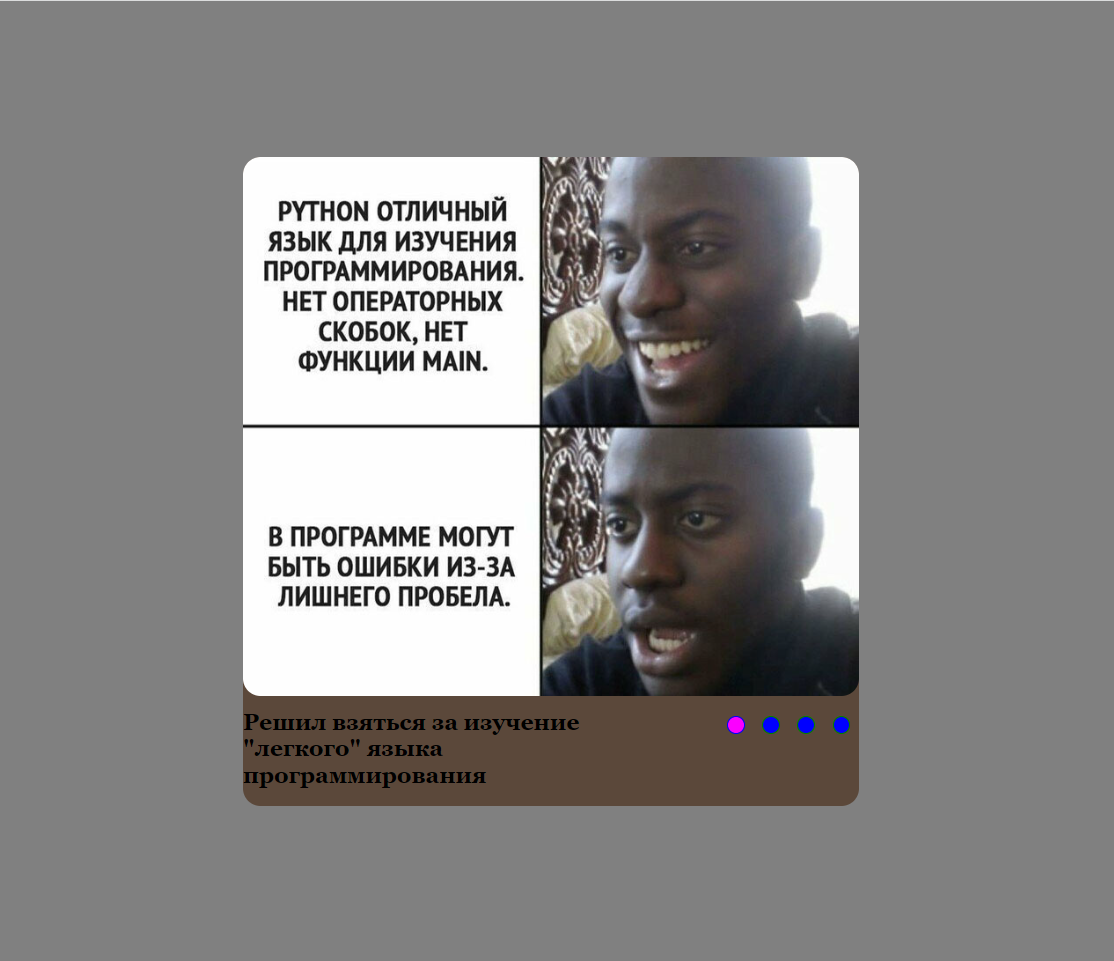 PYTHON ОТЛИЧНЫЙ
ЯЗЫК ДЛЯ ИЗУЧЕНИЯ
ПРОГРАММИРОВАНИЯ.
НЕТ ОПЕРАТОРНЫХ
СКОБОК, НЕТ
ФУНКЦИИ MAIN.
В ПРОГРАММЕ МОГУТ
БЫТЬ ОШИБКИ ИЗ-ЗА
ЛИШНЕГО ПРОБЕЛА.
Решил взяться за изучение
"легкого" языка
программирования